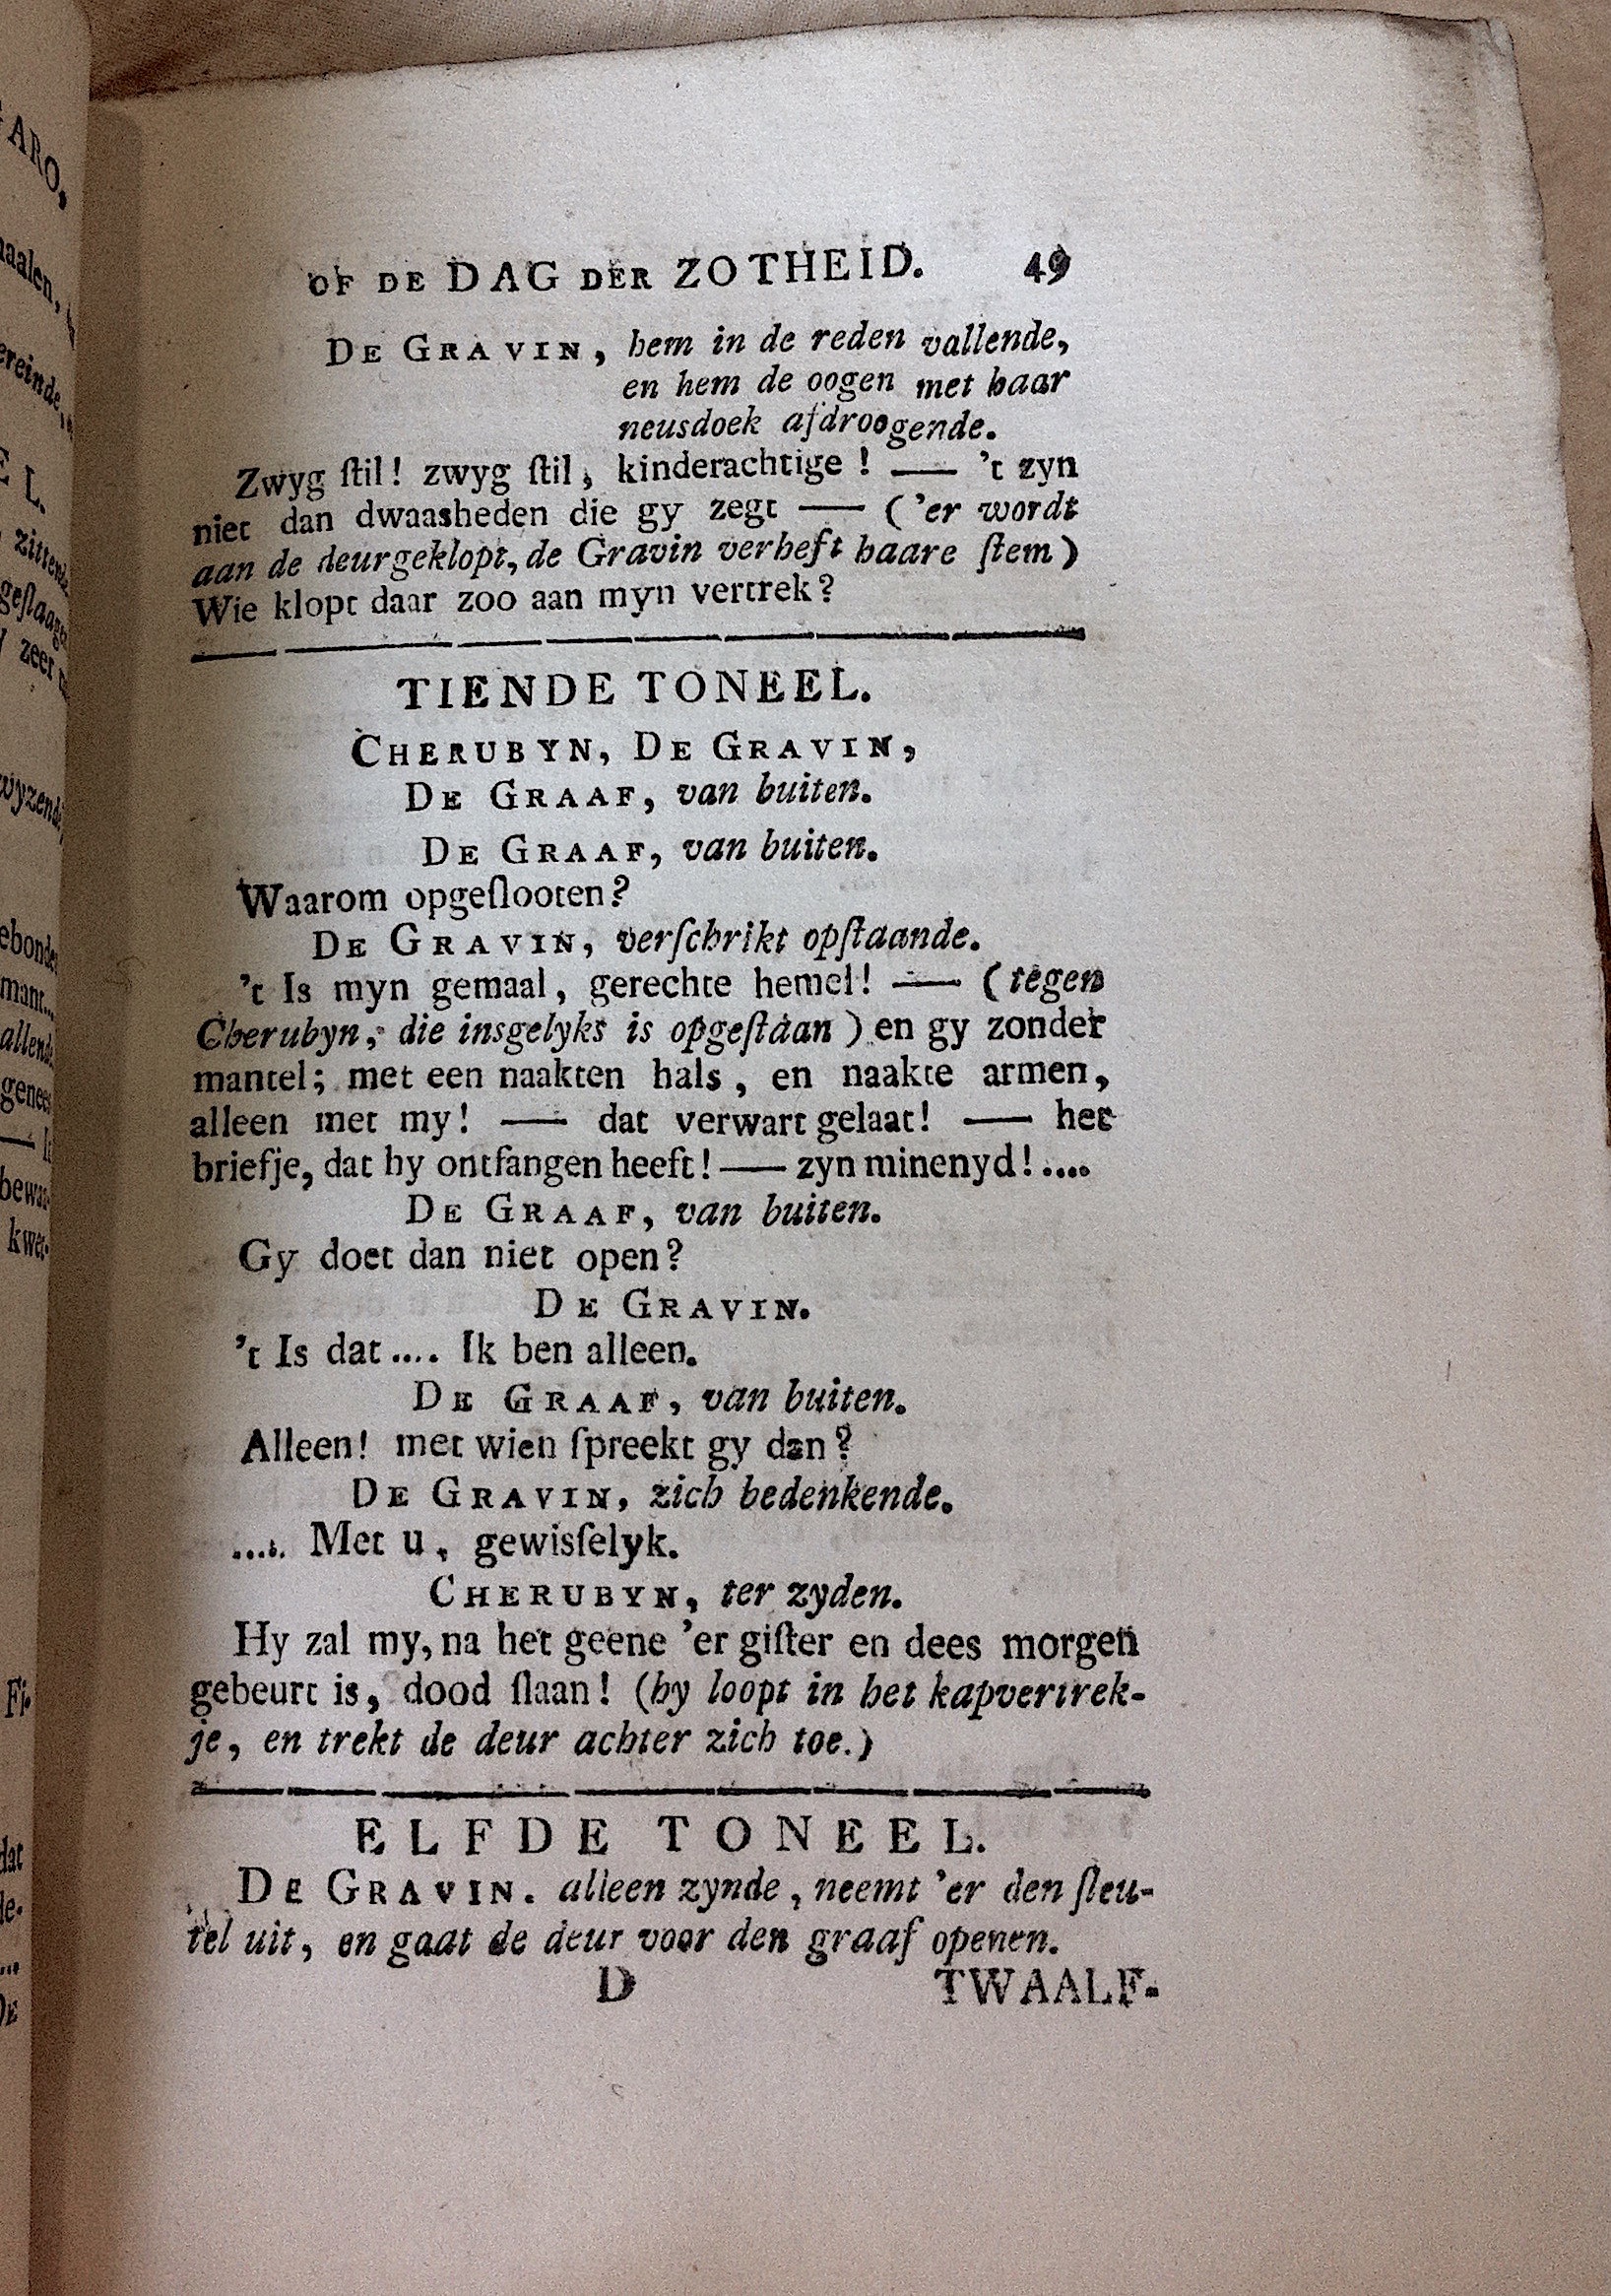 OF DE DAG DER ZOTHEID. 49
DE GRAVIN, hem in de reden vallende,
en hem de oogen met haar
neusdoek afdroogende.
Zwyg ſtil! zwyg ſtil, kinderachtige! — 't zyn
niet dan dwaasheden die gy zegt — ('er wordt
aan de deur geklopt, de Gravin verheft haare ſtem)
Wie klopt daar zoo aan myn vertrek?
TIENDE TONEEL.
CHERUBYN, DE GRAVIN,
DE GRAAF, van buiten.
DE GRAAF, van buiten.
Waarom opgeſlooten?
DE GRAVIN, verſchrikt opſtaande.
't Is myn gemaal, gerechte hemel! — (tegen
Cherubyn, die insgelyks is opgeſtaan) en gy zonder
mantel; met een naakten hals, en naakte armen,
alleen met my! — dat verwart gelaat! — het
briefje, dat hy ontfangen heeft! — zyn minenyd!....
DE GRAAF, van buiten.
Gy doet dan niet open?
DE GRAVIN.
't Is dat.... Ik ben alleen.
DE GRAAF, van buiten.
Alleen! met wien ſpreekt gy dan?
DE GRAVIN, zich bedenkende.
..... Met u, gewisſelyk.
CHERUBYN, ter zyden.
Hy zal my, na het geene 'er giſter en dees morgen
gebeurt is, dood ſlaan! (hy loopt in het kapvertrek-
je, en trekt de deur achter zich toe.)
ELFDE TONEEL.
DE GRAVIN. alleen zynde, neemt 'er den ſleu-
tel uit, en gaat de deur voor den graaf openen.
D TWAALF-